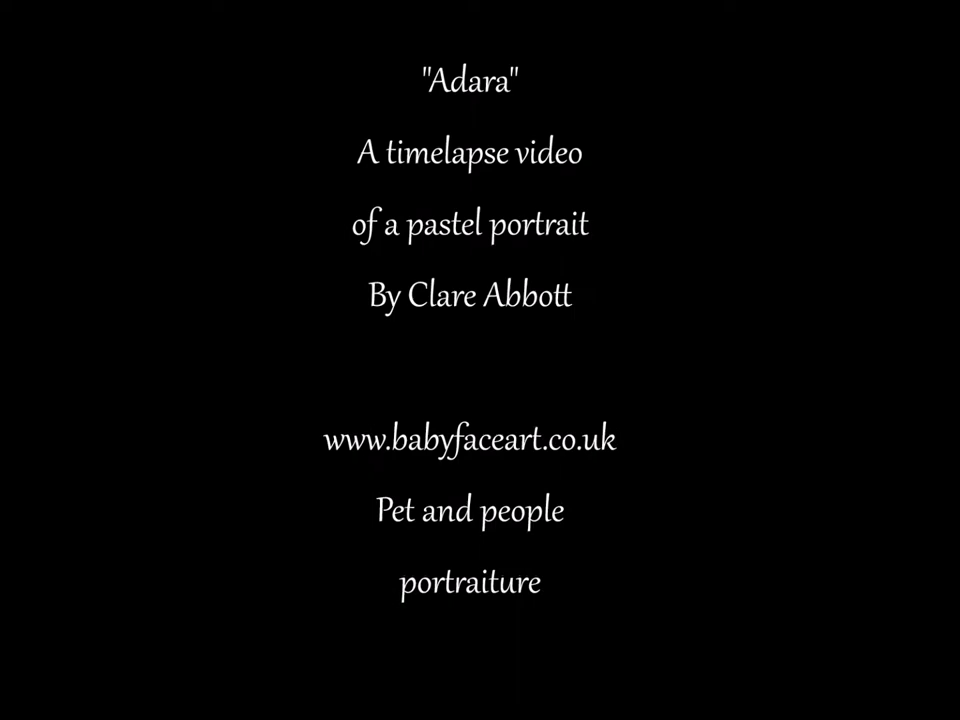 "Adara"
A timelapse video
of a pastel portrait
By Clare Abbott
www.babyfaceart.co.uk
Pet and people
portraiture